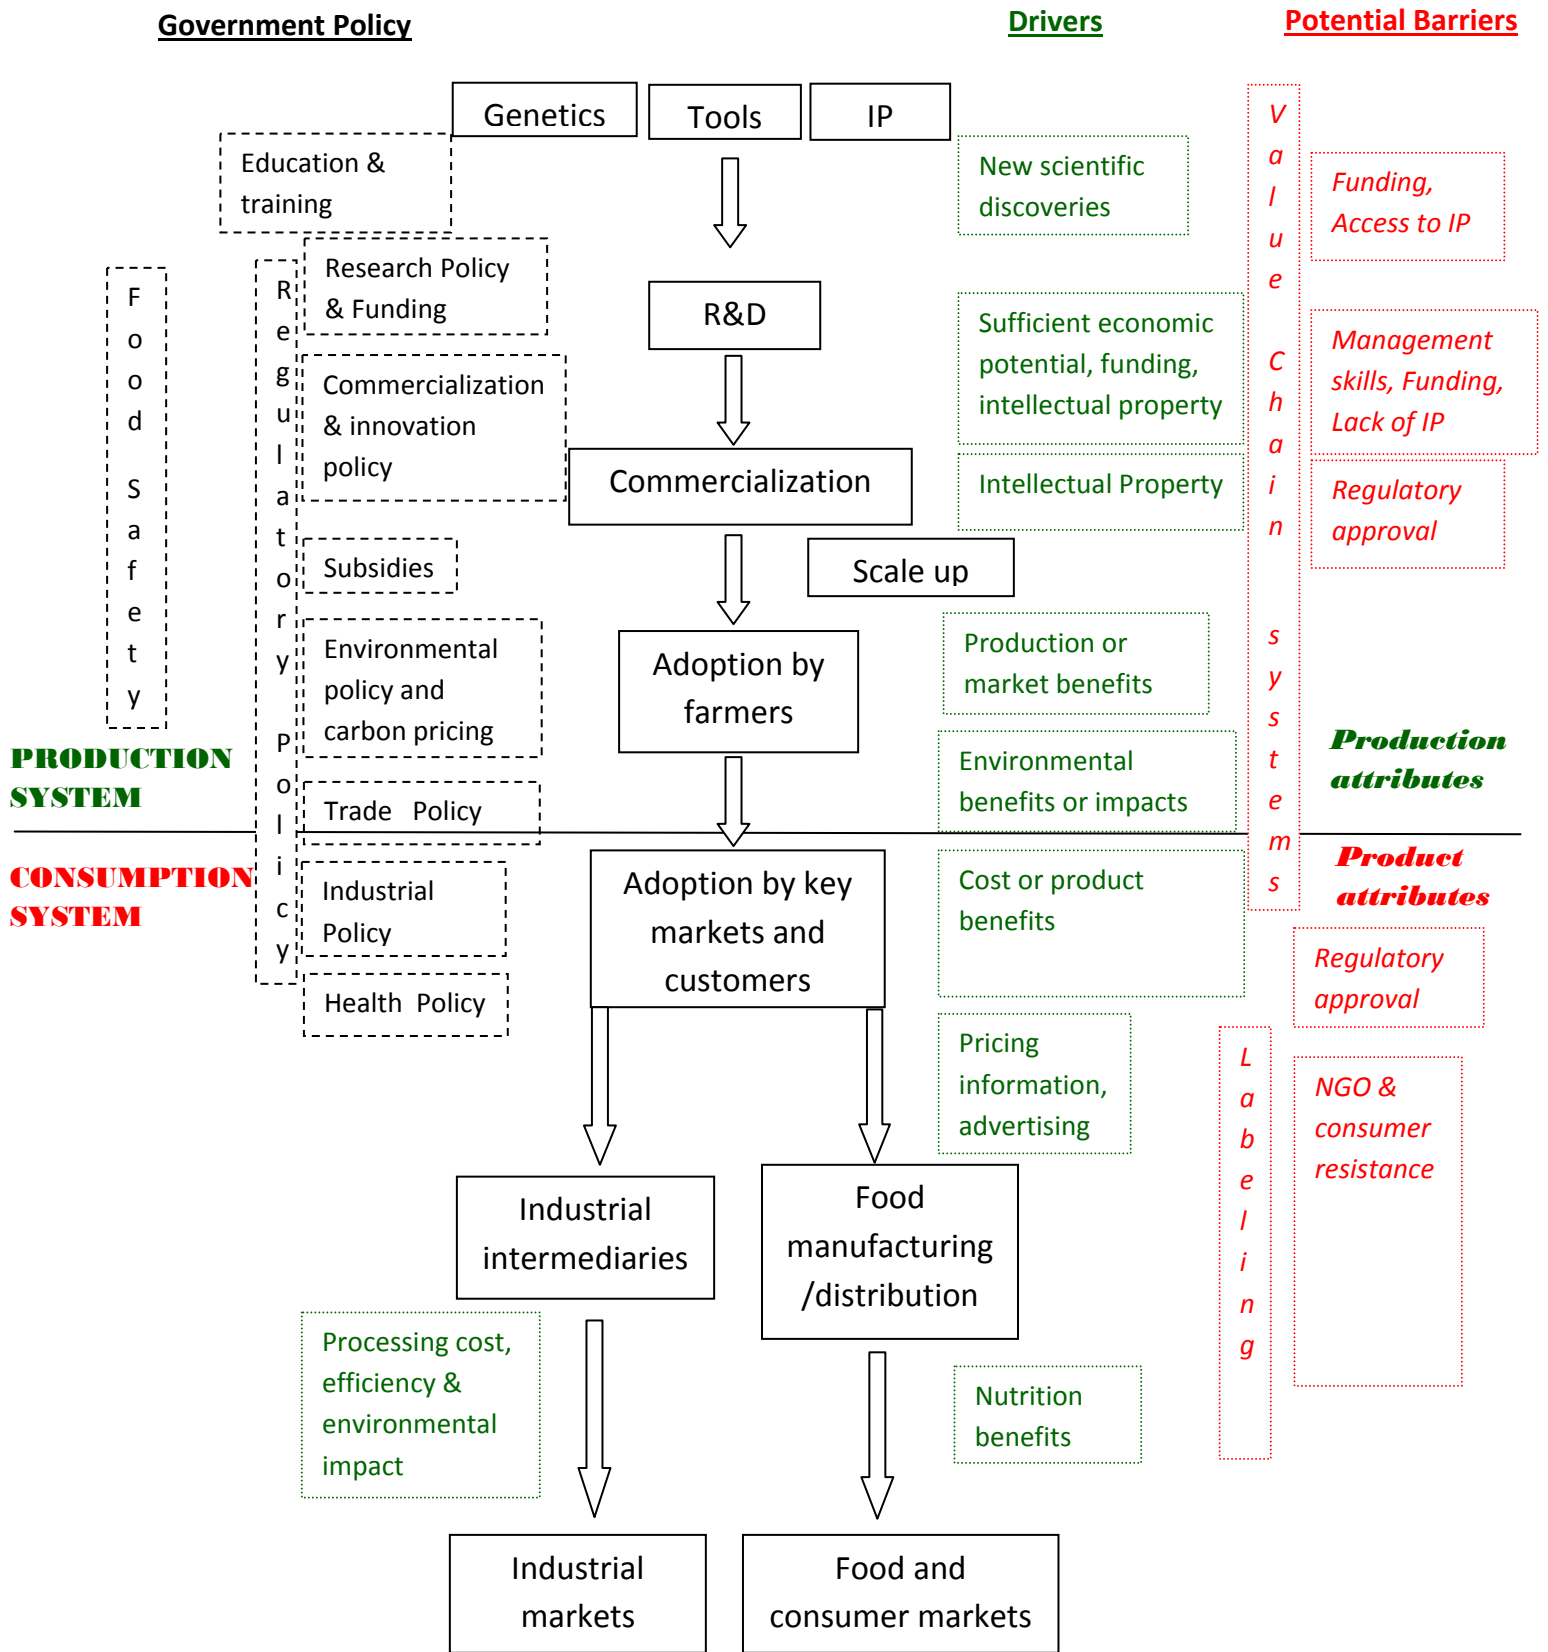 Government Policy
Drivers
Potential Barriers
Genetics
Tools
IP
Education &
training
New scientific
discoveries
Funding,
Access to IP
Value Chain systems
Food Safety
Regulatory Policy
Research Policy
& Funding
R&D
Sufficient economic
potential, funding,
intellectual property
Management
skills, Funding,
Lack of IP
Commercialization
& innovation
policy
Commercialization
Intellectual Property
Regulatory
approval
Subsidies
Scale up
Environmental
policy and
carbon pricing
Adoption by
farmers
Production or
market benefits
PRODUCTION
SYSTEM
Production
attributes
Trade Policy
Environmental
benefits or impacts
CONSUMPTION
SYSTEM
Product
attributes
Industrial
Policy
Adoption by key
markets and
customers
Cost or product
benefits
Regulatory
approval
Health Policy
Pricing
information,
advertising
Labeling
NGO &
consumer
resistance
Industrial
intermediaries
Food
manufacturing
/distribution
Processing cost,
efficiency &
environmental
impact
Nutrition
benefits
Industrial
markets
Food and
consumer markets